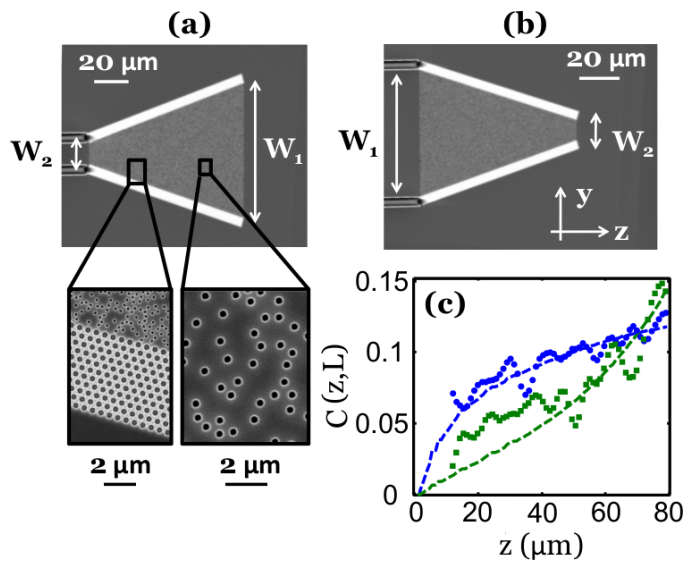 (a)
(b)
20 µm
20 µm
W₂
W₁
W₁
W₂
y
z
2 µm
2 µm
(c)
C (z,L)
0.15
0.1
0.05
0
0 20 40 60 80
z (µm)